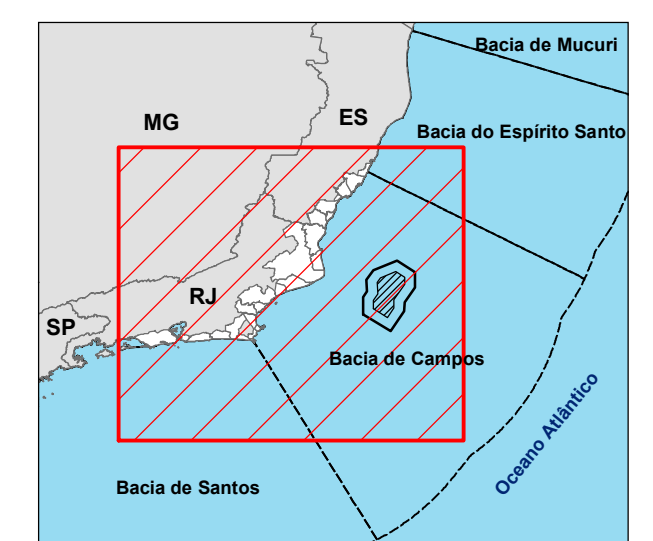 Bacia de Mucuri
ES
MG
Bacia do Espírito Santo
RJ
SP
Bacia de Campos
Oceano Atlântico
Bacia de Santos